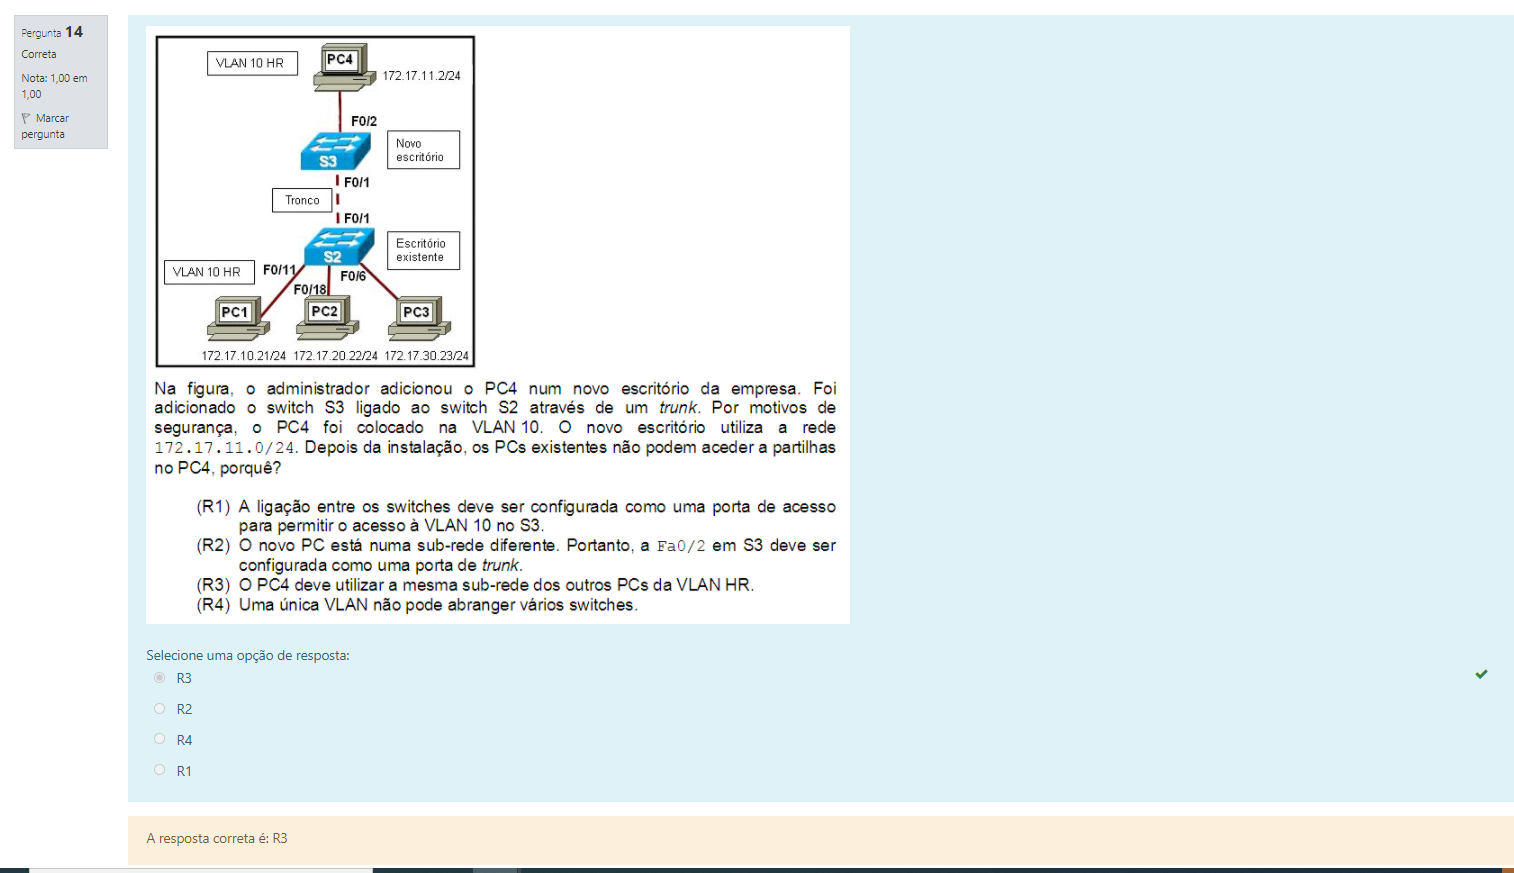 Pergunta 14
Correta
Nota: 1,00 em
1,00
Marcar
pergunta
VLAN 10 HR
PC4
172.17.11.2/24
F0/2
S3
Novo
escritório
F0/1
Tronco
F0/1
S2
Escritório
existente
VLAN 10 HR
F0/11
F0/6
F0/18
PC1
PC2
PC3
172.17.10.21/24 172.17.20.22/24 172.17.30.23/24
Na figura, o administrador adicionou o PC4 num novo escritório da empresa. Foi
adicionado o switch S3 ligado ao switch S2 através de um trunk. Por motivos de
segurança, o PC4 foi colocado na VLAN 10. O novo escritório utiliza a rede
172.17.11.0/24. Depois da instalação, os PCs existentes não podem aceder a partilhas
no PC4, porquê?
(R1) A ligação entre os switches deve ser configurada como uma porta de acesso
para permitir o acesso à VLAN 10 no S3.
(R2) O novo PC está numa sub-rede diferente. Portanto, a Fa0/2 em S3 deve ser
configurada como uma porta de trunk.
(R3) O PC4 deve utilizar a mesma sub-rede dos outros PCs da VLAN HR.
(R4) Uma única VLAN não pode abranger vários switches.
Selecione uma opção de resposta:
R3
R2
R4
R1
A resposta correta é: R3